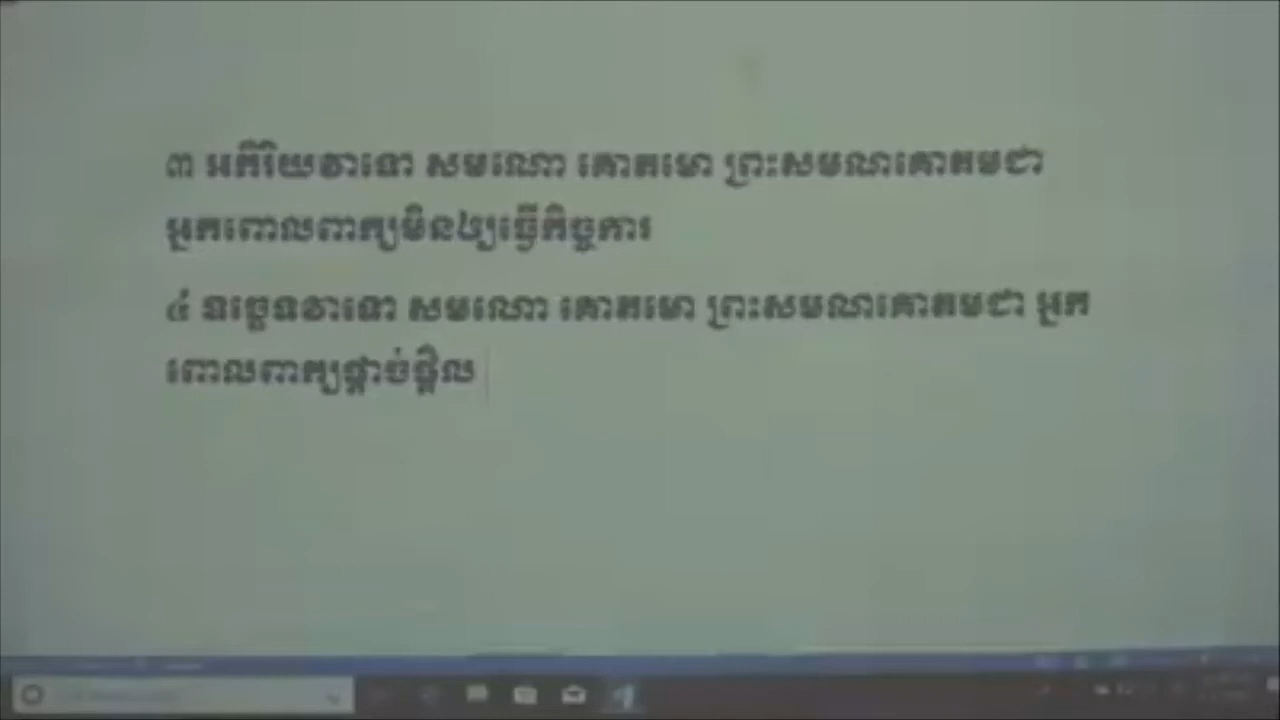 ៣ អកិរិយវាទោ សមណោ គោតមោ ព្រះសមណគោតមជា
អ្នកពោលពាក្យមិនឲ្យធ្វើកិច្ចការ
៤ ឧច្ឆេទវាទោ សមណោ គោតមោ ព្រះសមណគោតមជា អ្នក
ពោលពាក្យផ្តាច់ផ្តិល